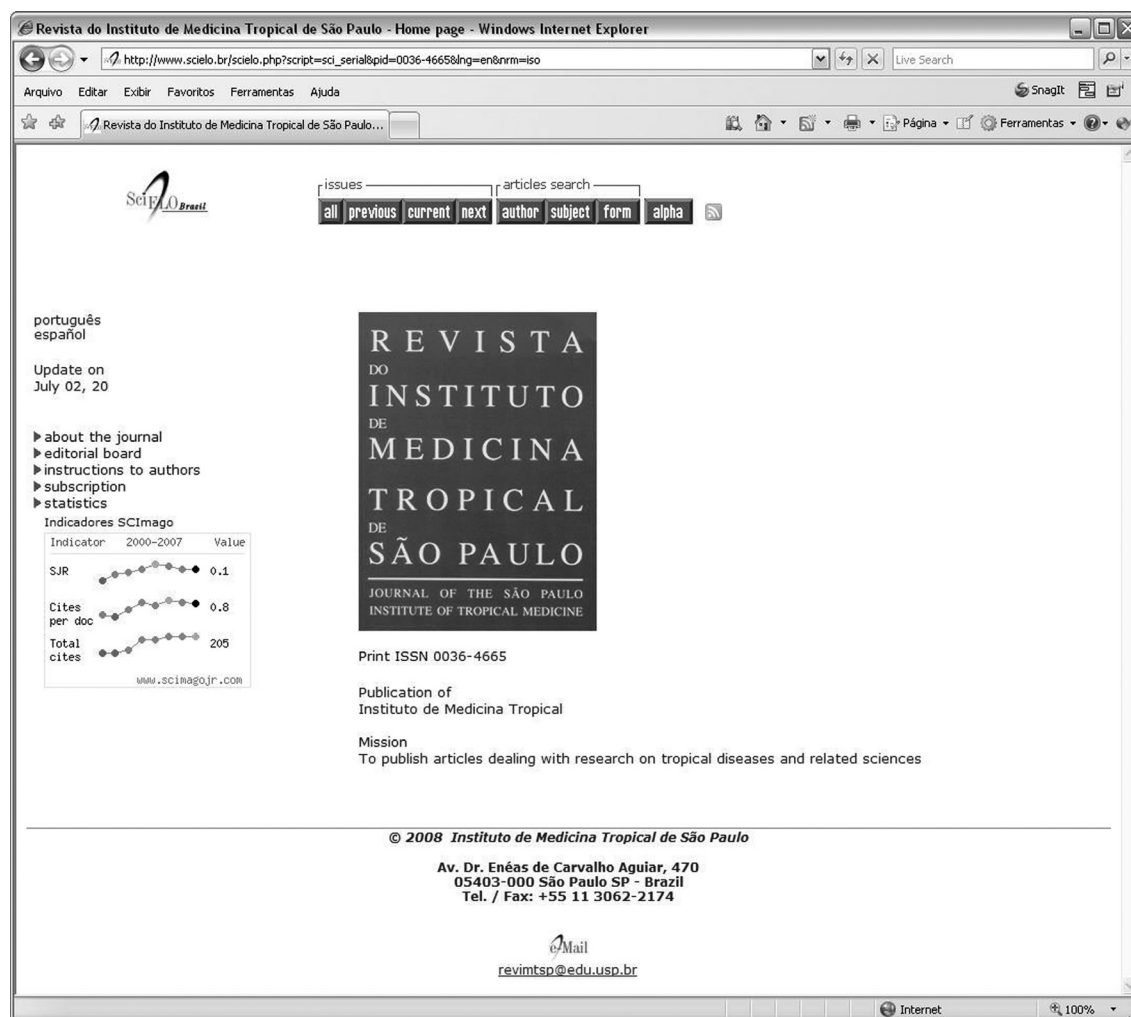 Revista do Instituto de Medicina Tropical de São Paulo - Home page - Windows Internet Explorer
http://www.scielo.br/scielo.php?script=sci_serial&pid=0036-4665&lng=en&nrm=iso
Live Search
Arquivo Editar Exibir Favoritos Ferramentas Ajuda
SnagIt
Revista do Instituto de Medicina Tropical de São Paulo...
Página Ferramentas
SciELO Brazil
issues articles search
all previous current next author subject form alpha
português
español
Update on
July 02, 20
about the journal
editorial board
instructions to authors
subscription
statistics
Indicadores SCImago
Indicator 2000-2007 Value
SJR 0.1
Cites
per doc 0.8
Total
cites 205
www.scimagojr.com
REVISTA
DO
INSTITUTO
DE
MEDICINA
TROPICAL
DE
SÃO PAULO
JOURNAL OF THE SÃO PAULO
INSTITUTE OF TROPICAL MEDICINE
Print ISSN 0036-4665
Publication of
Instituto de Medicina Tropical
Mission
To publish articles dealing with research on tropical diseases and related sciences
© 2008 Instituto de Medicina Tropical de São Paulo
Av. Dr. Enéas de Carvalho Aguiar, 470
05403-000 São Paulo SP - Brazil
Tel. / Fax: +55 11 3062-2174
e-Mail
revimtsp@edu.usp.br
Internet 100%